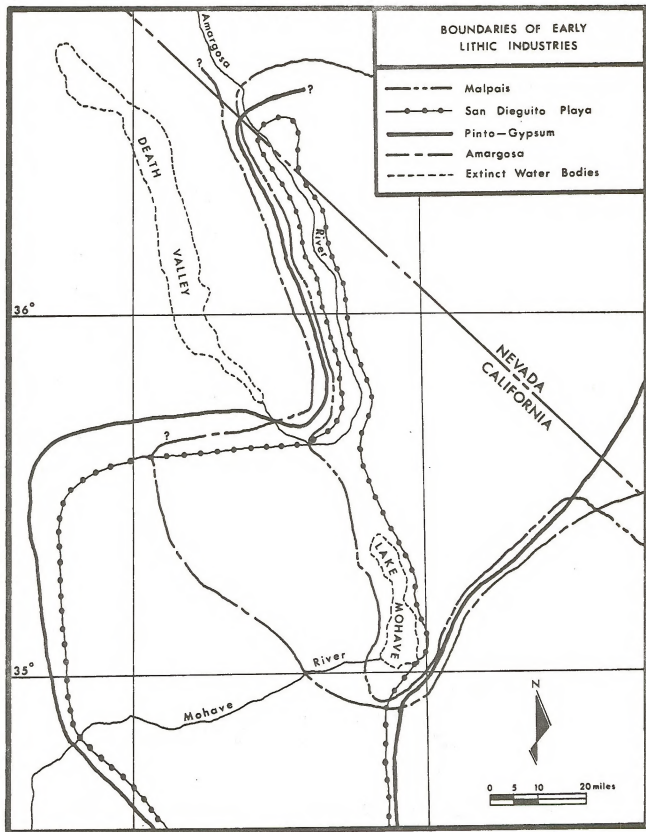 BOUNDARIES OF EARLY
LITHIC INDUSTRIES
Malpais
San Dieguito Playa
Pinto–Gypsum
Amargosa
Extinct Water Bodies
Amargosa
?
?
River
DEATH
VALLEY
36°
NEVADA
CALIFORNIA
?
LAKE
MOHAVE
River
35°
Mohave
N
0 5 10 20 miles